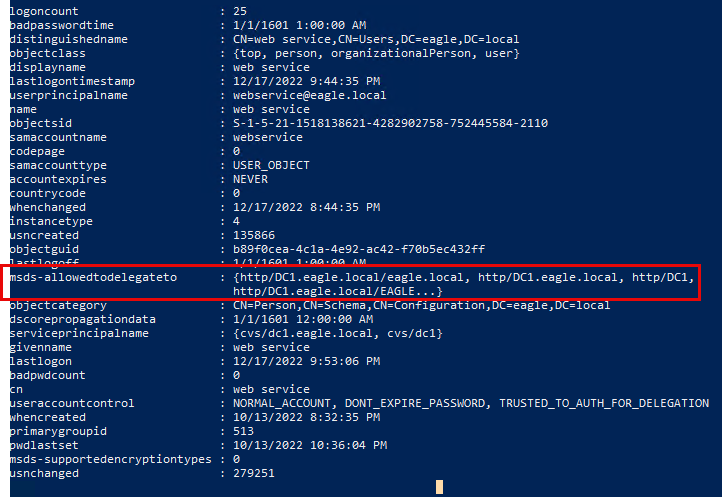 logoncount : 25
badpasswordtime : 1/1/1601 1:00:00 AM
distinguishedname : CN=web service,CN=Users,DC=eagle,DC=local
objectclass : {top, person, organizationalPerson, user}
displayname : web service
lastlogontimestamp : 12/17/2022 9:44:35 PM
userprincipalname : webservice@eagle.local
name : web service
objectsid : S-1-5-21-1518138621-4282902758-752445584-2110
samaccountname : webservice
codepage : 0
samaccounttype : USER_OBJECT
accountexpires : NEVER
countrycode : 0
whenchanged : 12/17/2022 8:44:35 PM
instancetype : 4
usncreated : 135866
objectguid : b89f0cea-4c1a-4e92-ac42-f70b5ec432ff
lastlogoff : 1/1/1601 1:00:00 AM
msds-allowedtodelegateto : {http/DC1.eagle.local/eagle.local, http/DC1.eagle.local, http/DC1,
http/DC1.eagle.local/EAGLE...}
objectcategory : CN=Person,CN=Schema,CN=Configuration,DC=eagle,DC=local
dscorepropagationdata : 1/1/1601 12:00:00 AM
serviceprincipalname : {cvs/dc1.eagle.local, cvs/dc1}
givenname : web service
lastlogon : 12/17/2022 9:53:06 PM
badpwdcount : 0
cn : web service
useraccountcontrol : NORMAL_ACCOUNT, DONT_EXPIRE_PASSWORD, TRUSTED_TO_AUTH_FOR_DELEGATION
whencreated : 10/13/2022 8:32:35 PM
primarygroupid : 513
pwdlastset : 10/13/2022 10:36:04 PM
msds-supportedencryptiontypes : 0
usnchanged : 279251